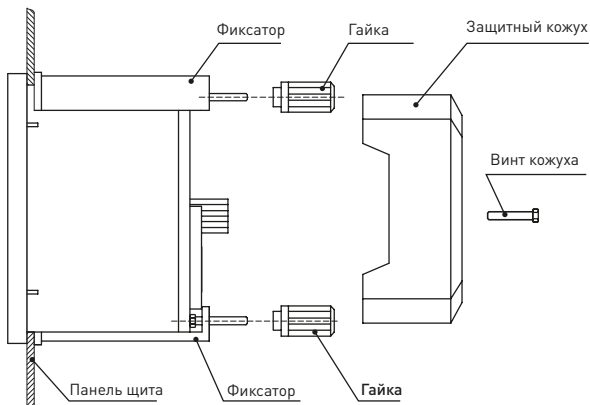 Фиксатор
Гайка
Защитный кожух
Винт кожуха
Панель щита
Фиксатор
Гайка